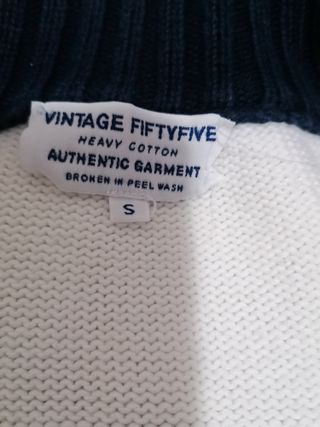 VINTAGE FIFTYFIVE
HEAVY COTTON
AUTHENTIC GARMENT
BROKEN IN PEEL WASH
S